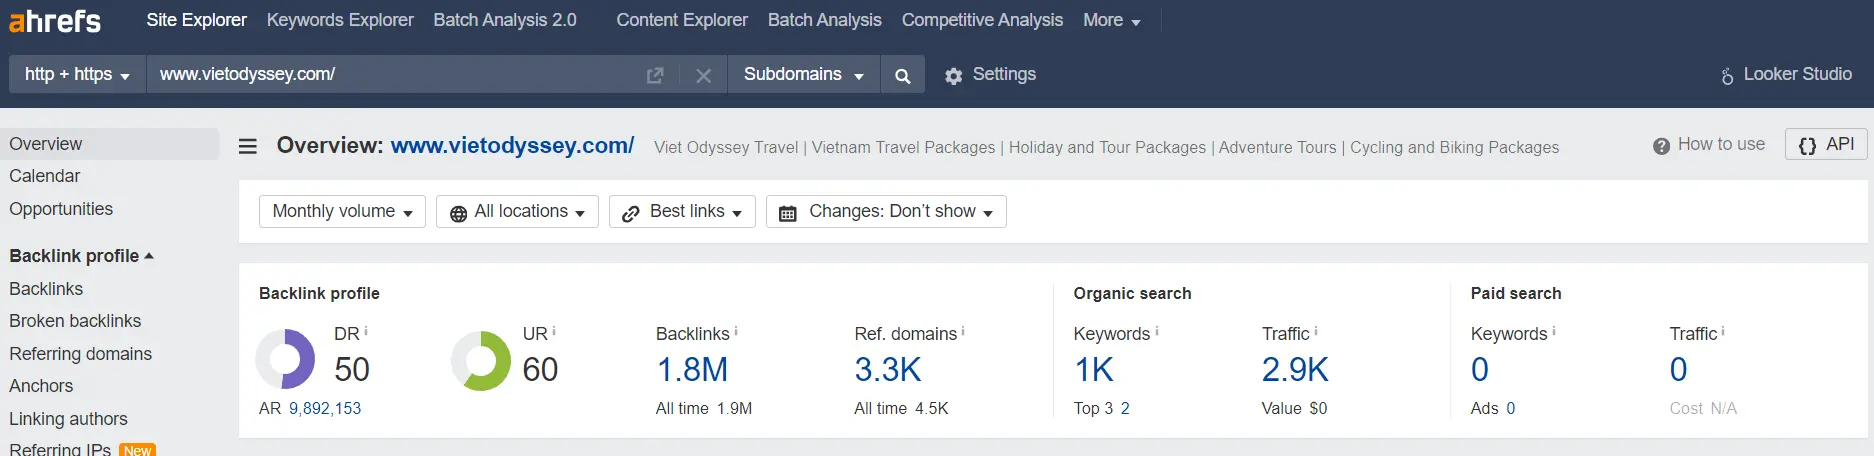 ahrefs Site Explorer Keywords Explorer Batch Analysis 2.0 Content Explorer Batch Analysis Competitive Analysis More
http + https www.vietodyssey.com/ Subdomains Settings Looker Studio
Overview
Calendar
Opportunities
Backlink profile
Backlinks
Broken backlinks
Referring domains
Anchors
Linking authors
Referring IPs New
Overview: www.vietodyssey.com/ Viet Odyssey Travel | Vietnam Travel Packages | Holiday and Tour Packages | Adventure Tours | Cycling and Biking Packages How to use API
Monthly volume All locations Best links Changes: Don't show
Backlink profile
DR UR Backlinks Ref. domains
50 60 1.8M 3.3K
AR 9,892,153 All time 1.9M All time 4.5K
Organic search
Keywords Traffic
1K 2.9K
Top 3 2 Value $0
Paid search
Keywords Traffic
0 0
Ads 0 Cost N/A